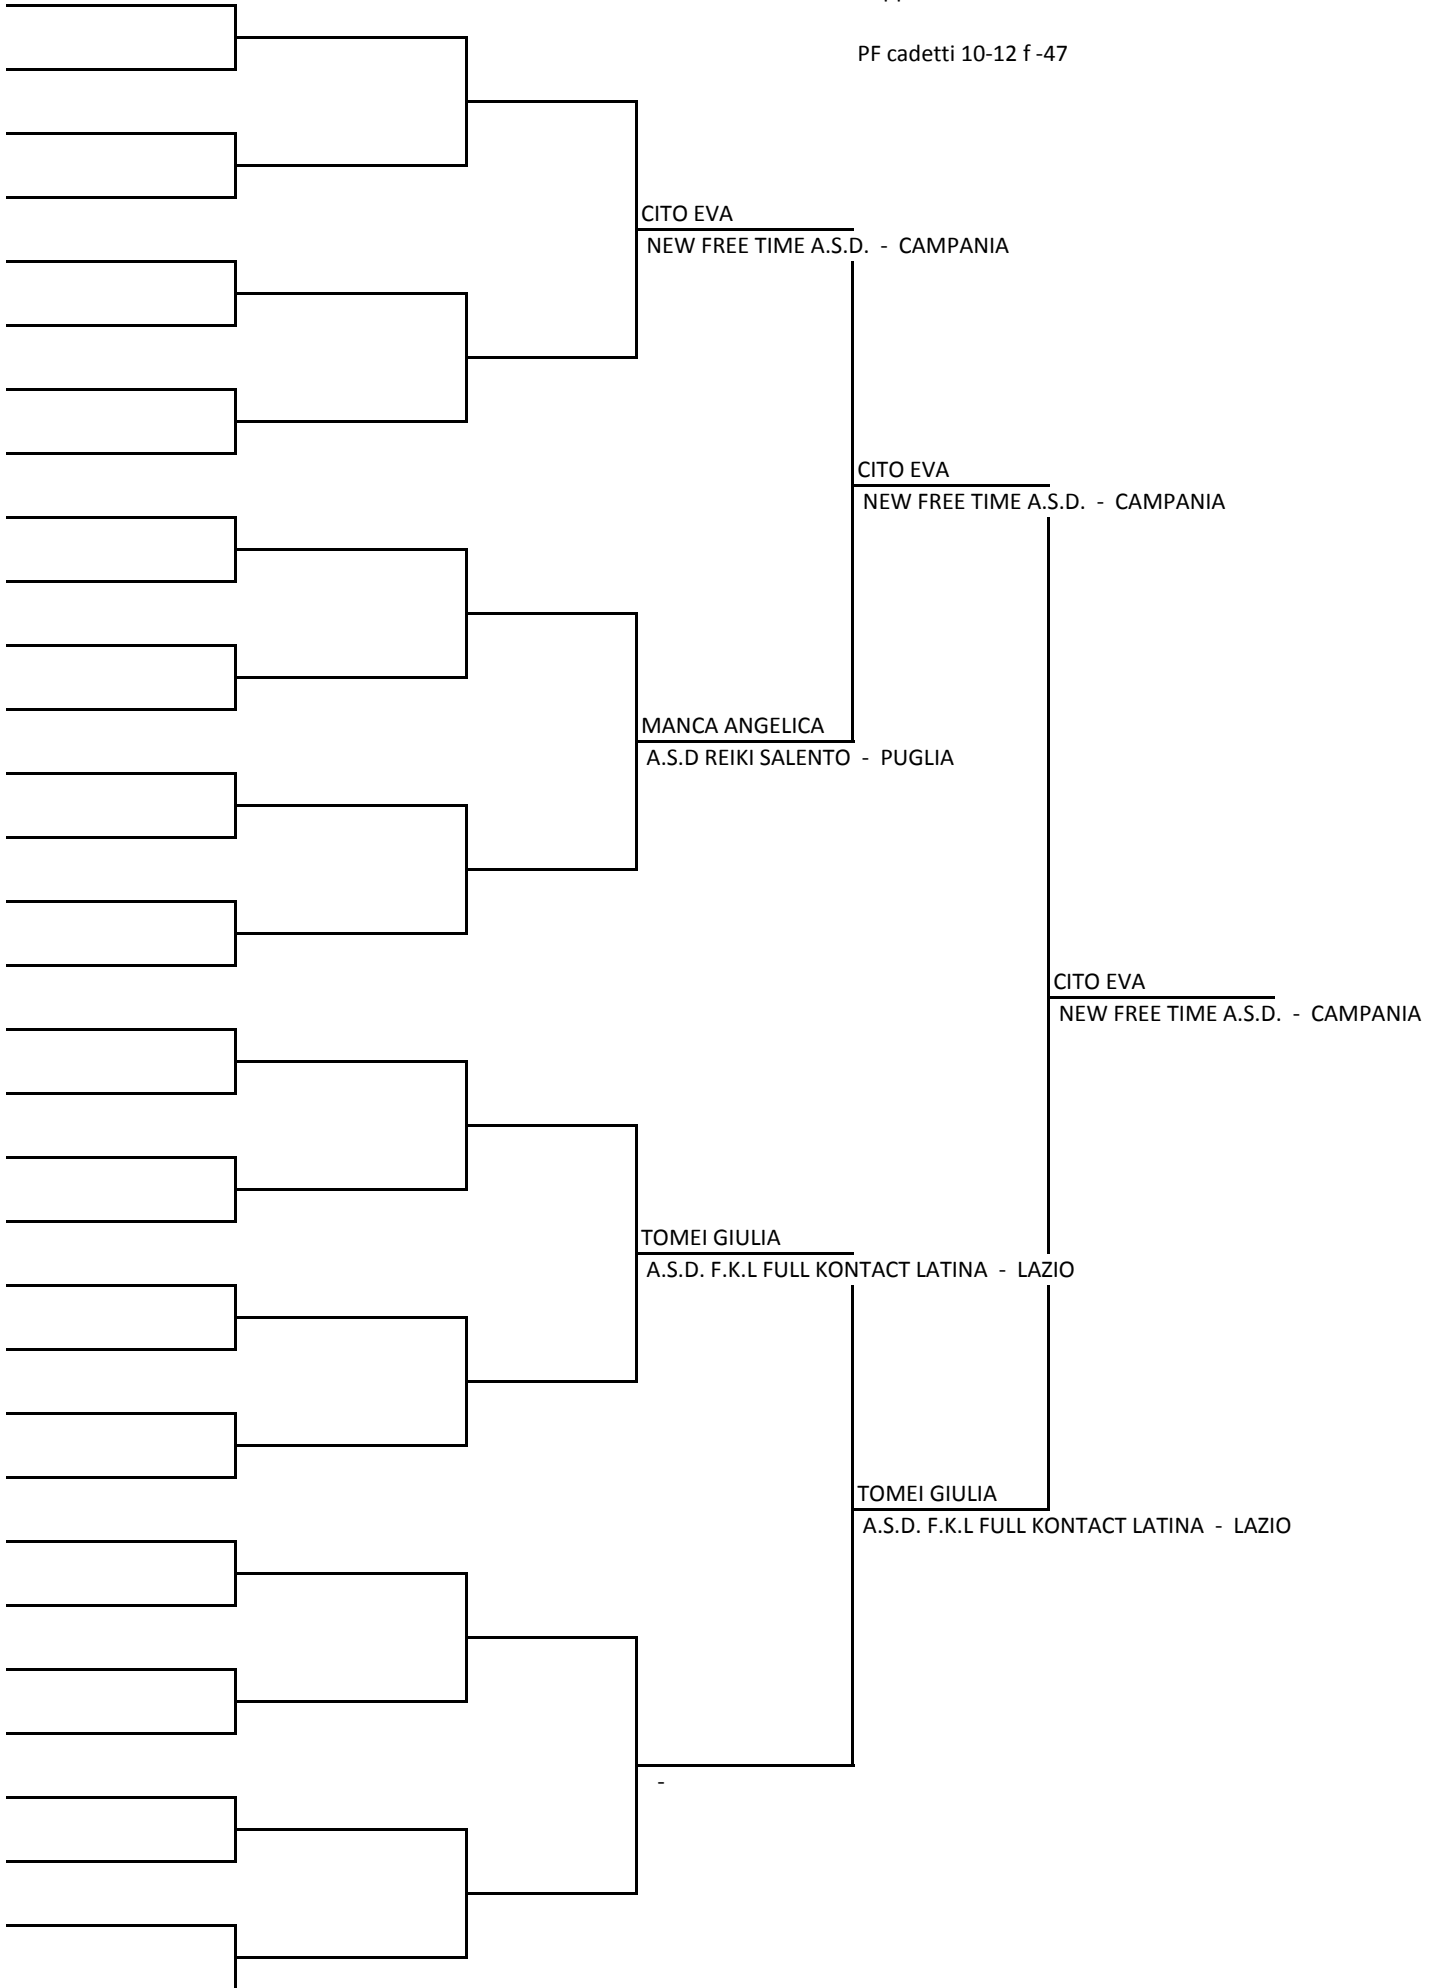 PF cadetti 10-12 f -47
CITO EVA
NEW FREE TIME A.S.D. - CAMPANIA
CITO EVA
NEW FREE TIME A.S.D. - CAMPANIA
MANCA ANGELICA
A.S.D REIKI SALENTO - PUGLIA
CITO EVA
NEW FREE TIME A.S.D. - CAMPANIA
TOMEI GIULIA
A.S.D. F.K.L FULL KONTACT LATINA - LAZIO
TOMEI GIULIA
A.S.D. F.K.L FULL KONTACT LATINA - LAZIO
-